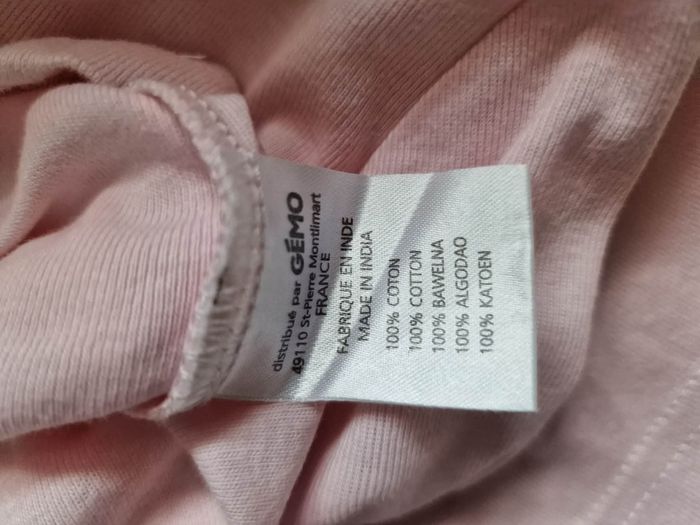 distribué par GÉMO
49110 St-Pierre Montlimart
FRANCE
FABRIQUE EN INDE
MADE IN INDIA
100% COTON
100% COTTON
100% BAWELNA
100% ALGODAO
100% KATOEN